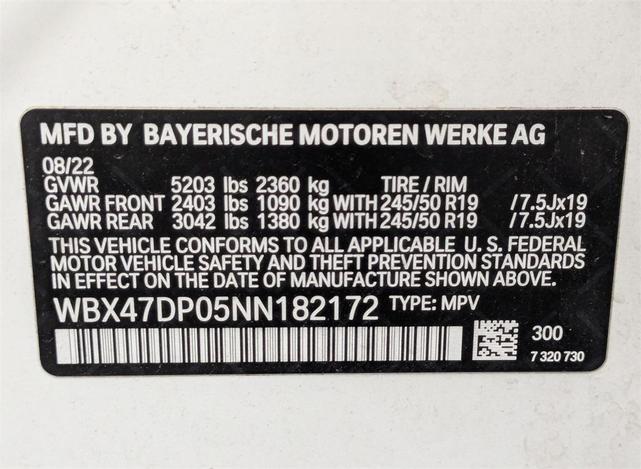 MFD BY BAYERISCHE MOTOREN WERKE AG
08/22
GVWR 5203 lbs 2360 kg TIRE / RIM
GAWR FRONT 2403 lbs 1090 kg WITH 245/50 R19 /7.5Jx19
GAWR REAR 3042 lbs 1380 kg WITH 245/50 R19 /7.5Jx19
THIS VEHICLE CONFORMS TO ALL APPLICABLE U. S. FEDERAL
MOTOR VEHICLE SAFETY AND THEFT PREVENTION STANDARDS
IN EFFECT ON THE DATE OF MANUFACTURE SHOWN ABOVE.
WBX47DP05NN182172 TYPE: MPV
300
7 320 730